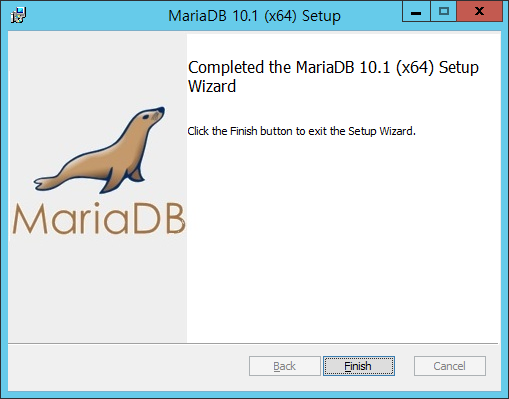 MariaDB 10.1 (x64) Setup
Completed the MariaDB 10.1 (x64) Setup
Wizard
Click the Finish button to exit the Setup Wizard.
MariaDB
Back
Finish
Cancel